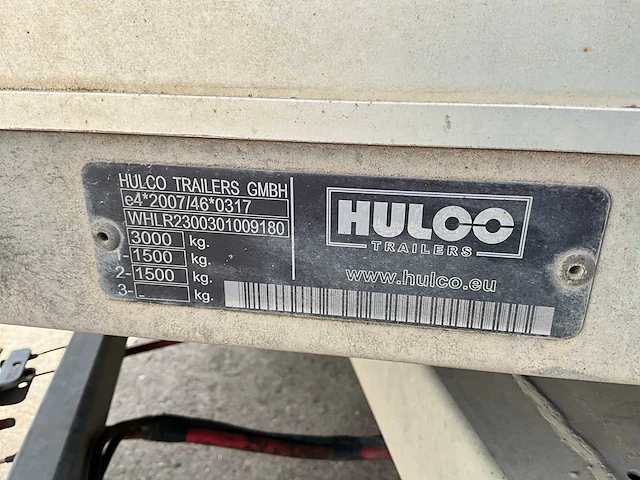 HULCO TRAILERS GMBH
e4*2007/46*0317
WHLR2300301009180
3000 kg.
1- 1500 kg.
2- 1500 kg.
3- - kg.
HULCO
TRAILERS
www.hulco.eu